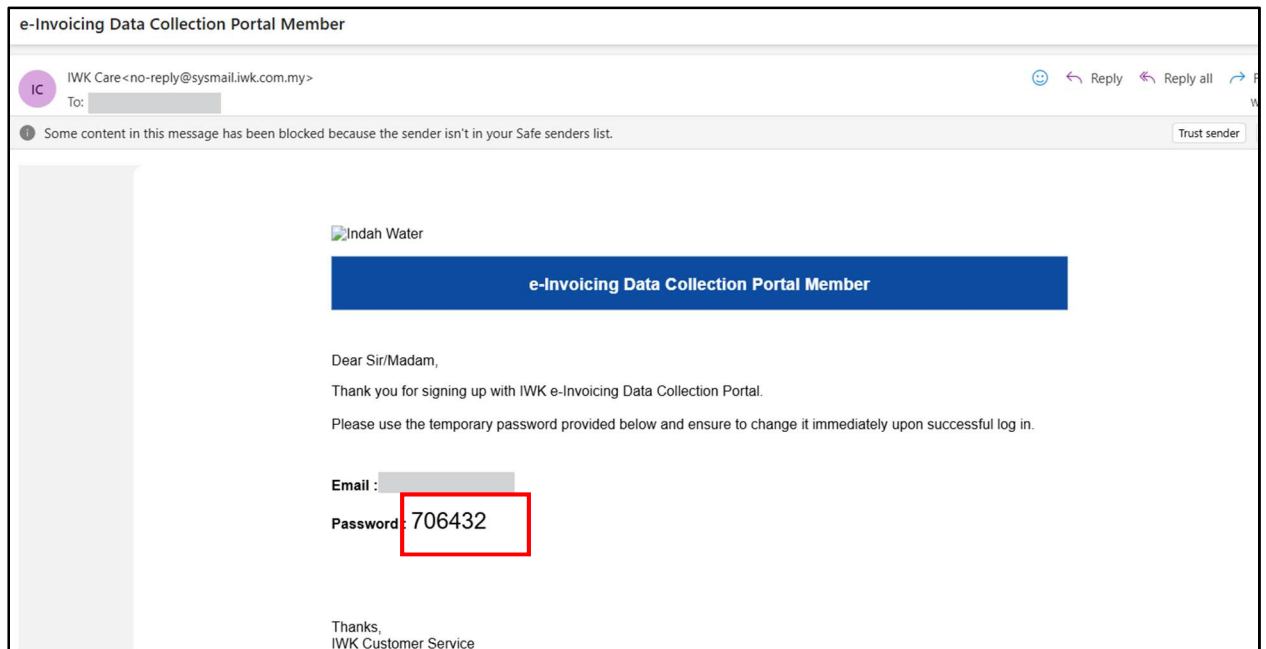 e-Invoicing Data Collection Portal Member
IC
IWK Care<no-reply@sysmail.iwk.com.my>
Reply Reply all
To:
Some content in this message has been blocked because the sender isn't in your Safe senders list.
Trust sender
Indah Water
e-Invoicing Data Collection Portal Member
Dear Sir/Madam,
Thank you for signing up with IWK e-Invoicing Data Collection Portal.
Please use the temporary password provided below and ensure to change it immediately upon successful log in.
Email :
Password : 706432
Thanks,
IWK Customer Service